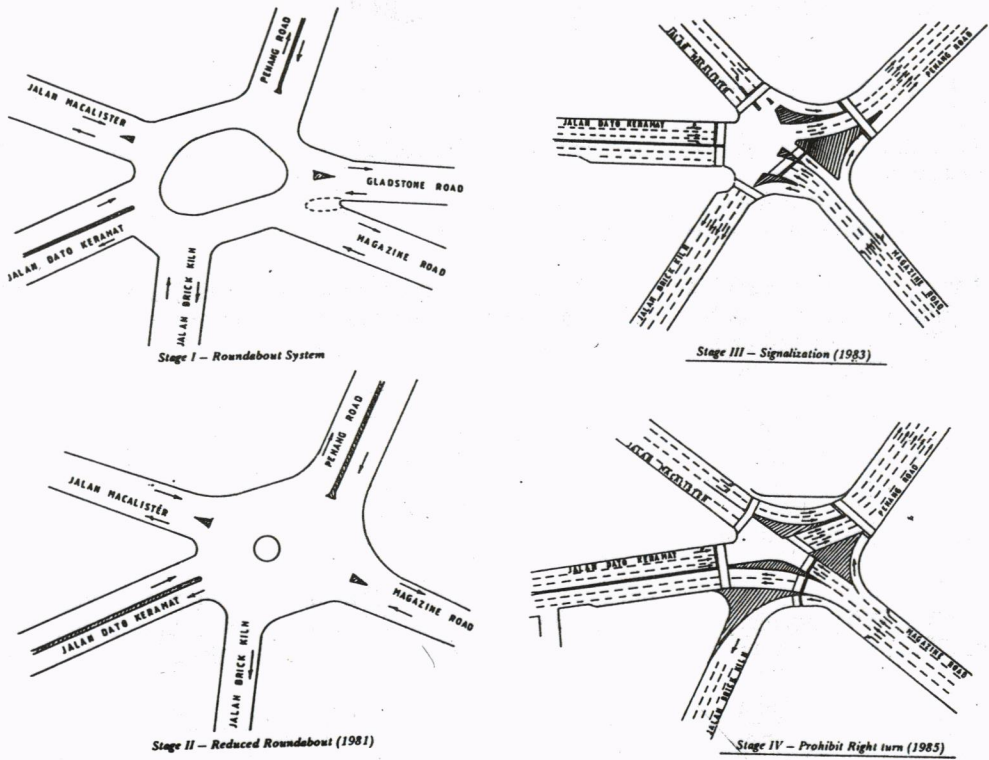 PENANG ROAD
JALAN MACALISTER
GLADSTONE ROAD
MAGAZINE ROAD
JALAN DATO KERAMAT
JALAN BRICK KILN
Stage I – Roundabout System
PENANG ROAD
JALAN MACALISTER
MAGAZINE ROAD
JALAN DATO KERAMAT
JALAN BRICK KILN
Stage II – Reduced Roundabout (1981)
JALAN MACALISTER
PENANG ROAD
JALAN DATO KERAMAT
JALAN BRICK KILN
MAGAZINE ROAD
Stage III – Signalization (1983)
JALAN MACALISTER
PENANG ROAD
JALAN DATO KERAMAT
MAGAZINE ROAD
JALAN BRICK KILN
Stage IV – Prohibit Right turn (1985)